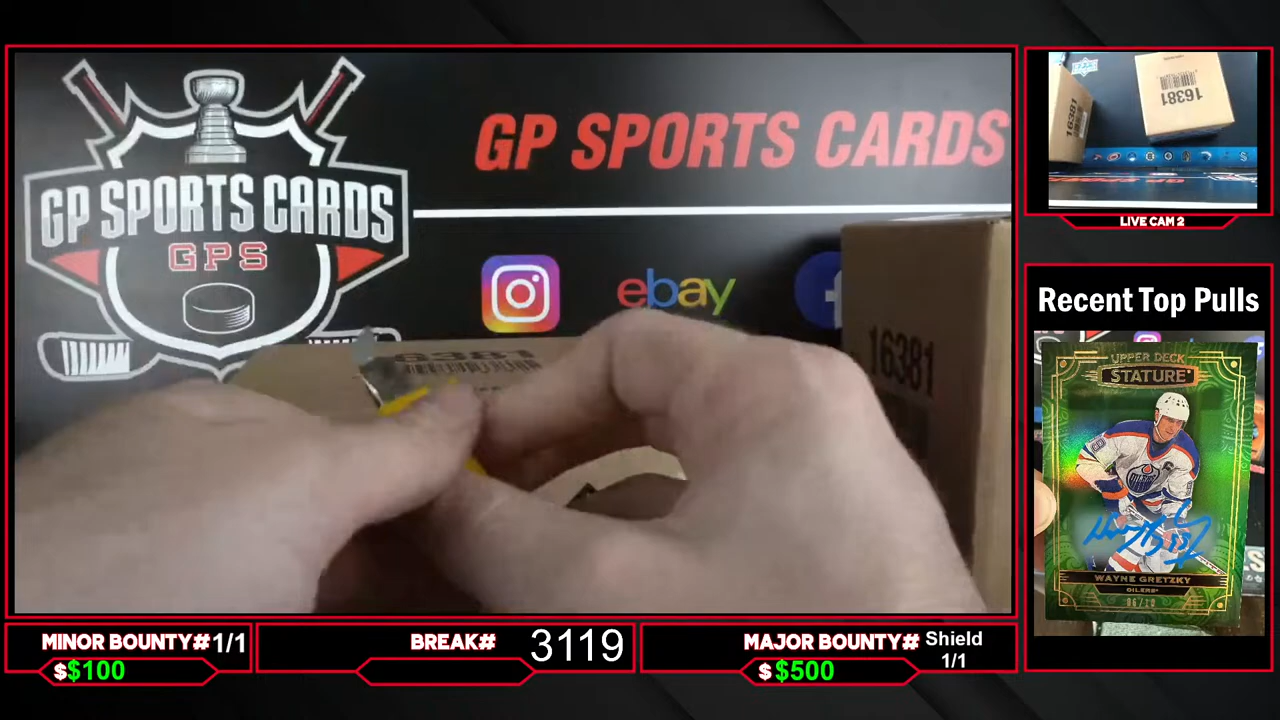 GP SPORTS CARDS
GPS
GP SPORTS CARDS
ebay
16381
16381
16381
LIVE CAM 2
Recent Top Pulls
UPPER DECK
STATURE
WAYNE GRETZKY
OILERS
MINOR BOUNTY# 1/1
$$100
BREAK# 3119
MAJOR BOUNTY# Shield 1/1
$ $500